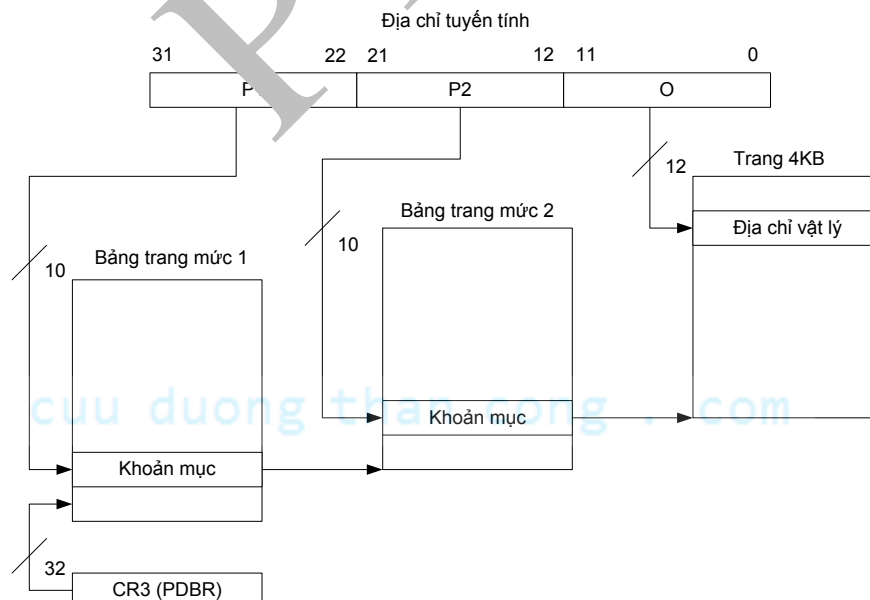 Địa chỉ tuyến tính
31 22 21 12 11 0
P2 O
12
Trang 4KB
Địa chỉ vật lý
Bảng trang mức 2
10
Bảng trang mức 1
10
cuu duong than cong . com
Khoản mục
Khoản mục
32
CR3 (PDBR)